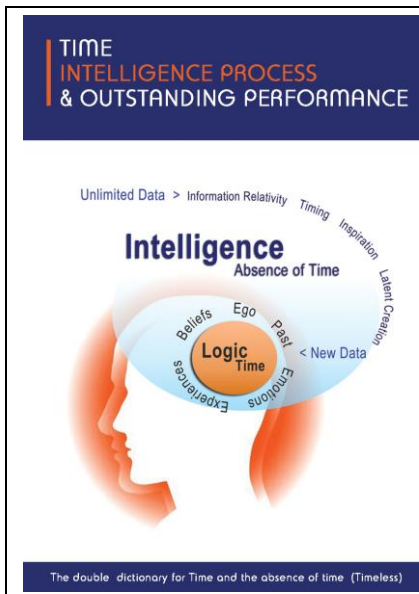 TIME
INTELLIGENCE PROCESS
& OUTSTANDING PERFORMANCE
Unlimited Data > Information Relativity Timing Inspiration Latent Creation
Intelligence
Absence of Time
< New Data
Beliefs Ego Past Emotions Experiences
Logic
Time
The double dictionary for Time and the absence of time (Timeless)